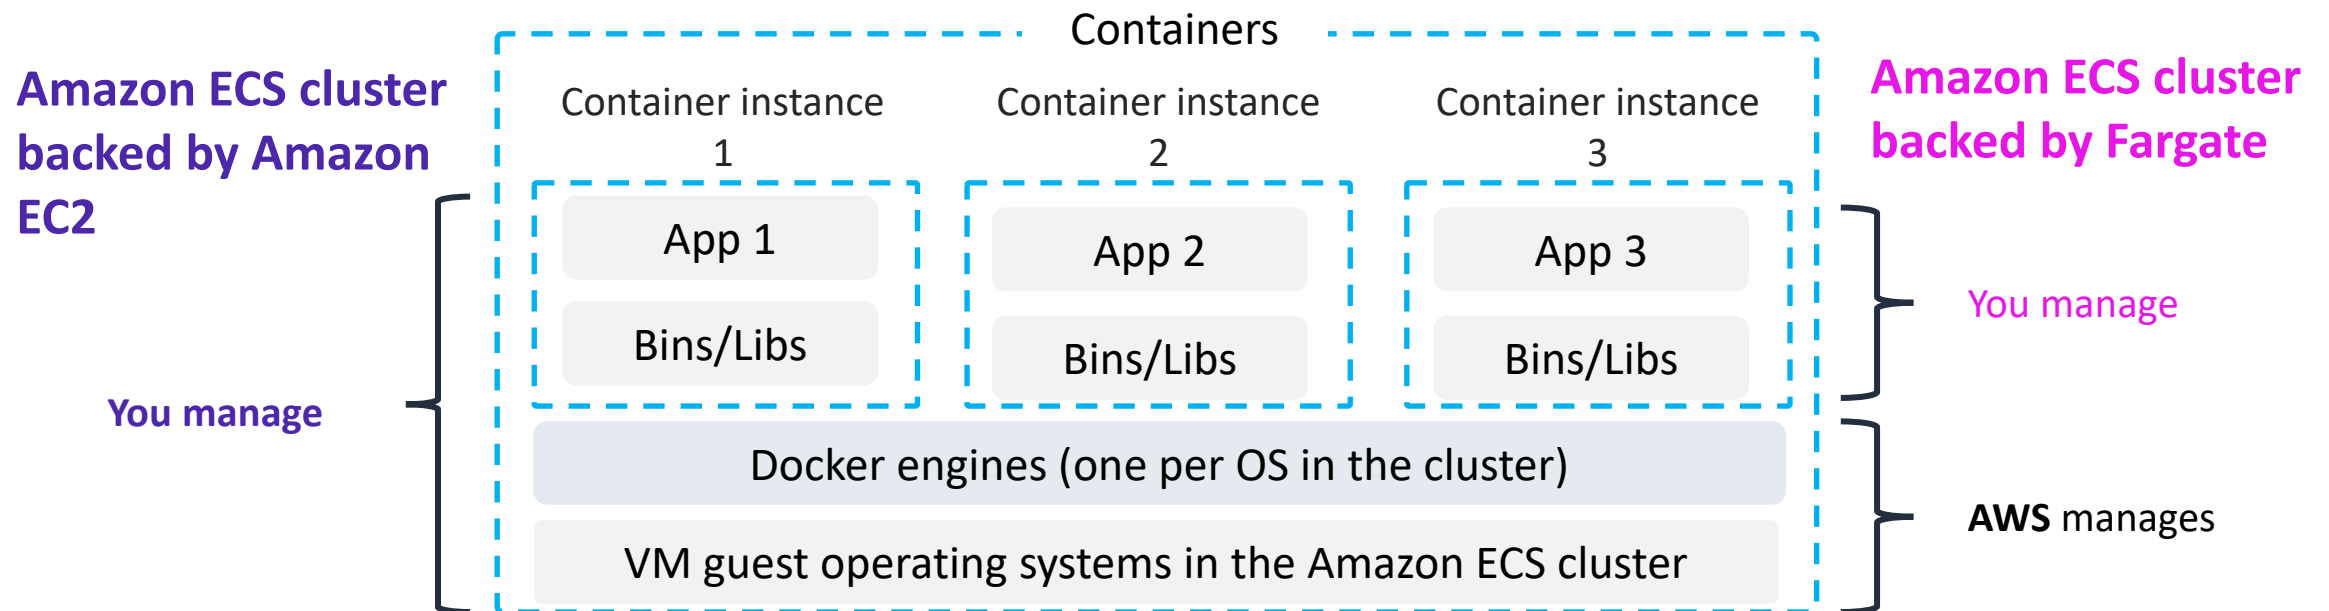 Containers
Amazon ECS cluster
backed by Amazon
EC2
You manage
Container instance
1
App 1
Bins/Libs
Container instance
2
App 2
Bins/Libs
Container instance
3
App 3
Bins/Libs
Docker engines (one per OS in the cluster)
VM guest operating systems in the Amazon ECS cluster
Amazon ECS cluster
backed by Fargate
You manage
AWS manages